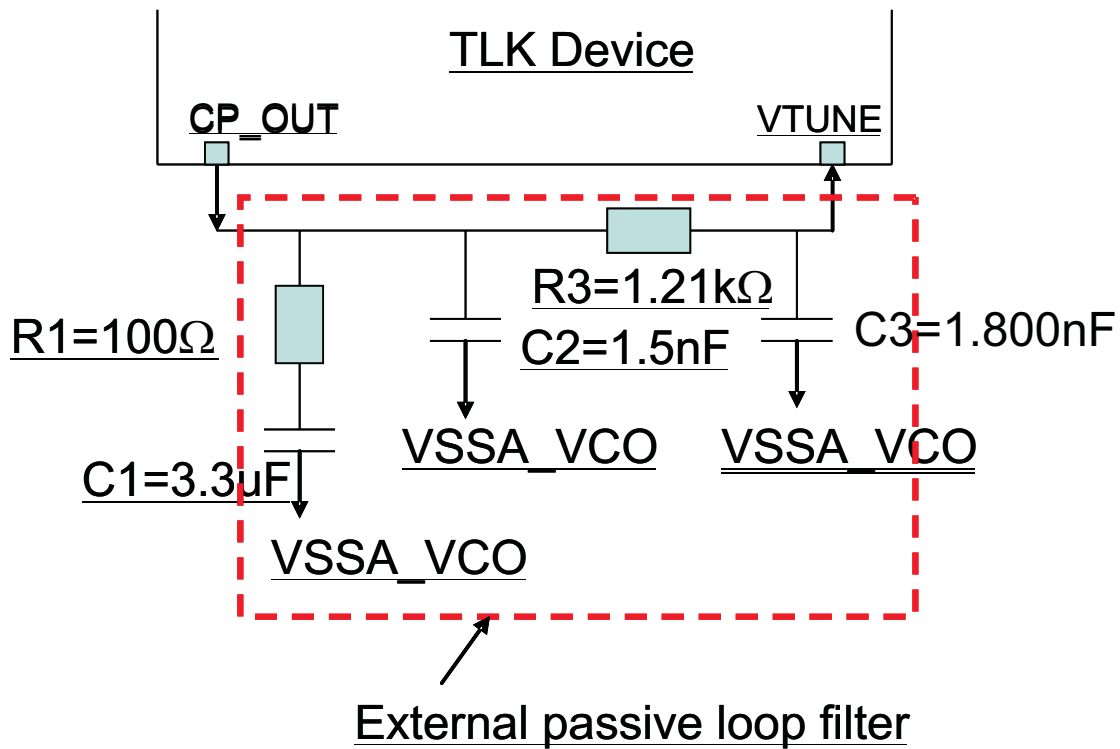 TLK Device
CP_OUT
VTUNE
R3=1.21kΩ
R1=100Ω
C2=1.5nF
C3=1.800nF
VSSA_VCO
VSSA_VCO
C1=3.3µF
VSSA_VCO
External passive loop filter